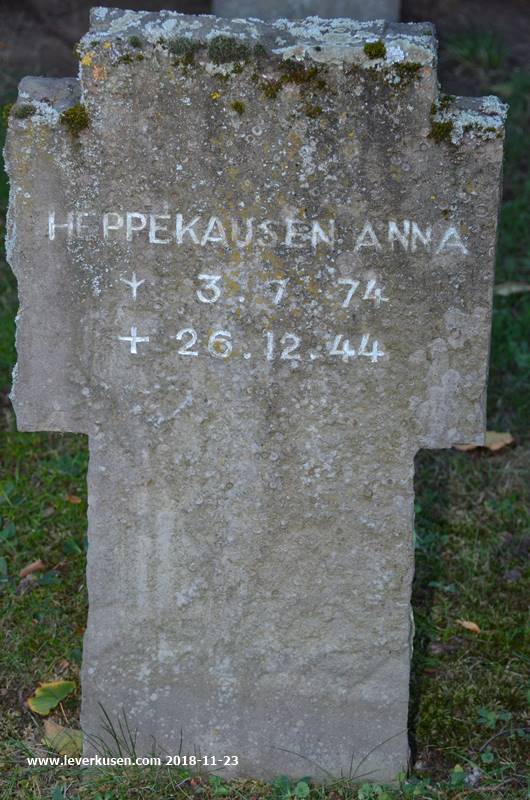 HEPPEKAUSEN ANNA
ᛉ 3. 7 74
+ 26.12.44
www.leverkusen.com 2018-11-23